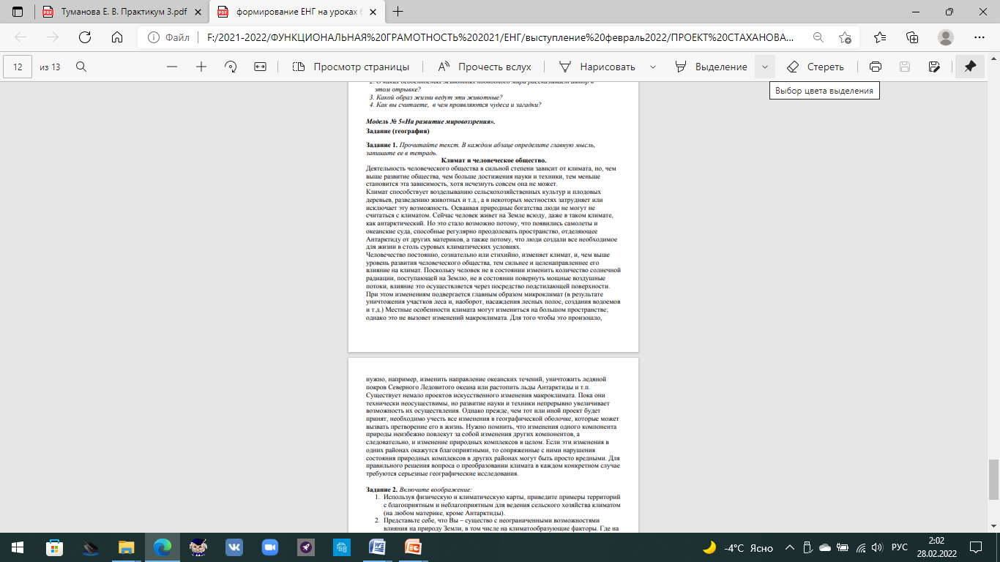 Туманова Е. В. Практикум 3.pdf
формирование ЕНГ на уроках б
Файл
F:/2021-2022/ФУНКЦИОНАЛЬНАЯ%20ГРАМОТНОСТЬ%202021/ЕНГ/выступление%20февраль2022/ПРОЕКТ%20СТАХАНОВА...
12 из 13
Просмотр страницы
Прочесть вслух
Нарисовать
Выделение
Стереть
Выбор цвета выделения
2. О каких особенностях животных подводного мира рассказывает автор в
этом отрывке?
3. Какой образ жизни ведут эти животные?
4. Как вы считаете, в чем проявляются чудеса и загадки?
Модель № 5«На развитие мировоззрения».
Задание (география)
Задание 1. Прочитайте текст. В каждом абзаце определите главную мысль,
запишите ее в тетрадь.
Климат и человеческое общество.
Деятельность человеческого общества в сильной степени зависит от климата, но, чем
выше развитие общества, чем больше достижения науки и техники, тем меньше
становится эта зависимость, хотя исчезнуть совсем она не может.
Климат способствует возделыванию сельскохозяйственных культур и плодовых
деревьев, разведению животных и т.д., а в некоторых местностях затрудняет или
исключает эту возможность. Осваивая природные богатства люди не могут не
считаться с климатом. Сейчас человек живет на Земле всюду, даже в таком климате,
как антарктический. Но это стало возможно потому, что появились самолеты и
океанские суда, способные регулярно преодолевать пространство, отделяющее
Антарктиду от других материков, а также потому, что люди создали все необходимое
для жизни в столь суровых климатических условиях.
Человечество постоянно, сознательно или стихийно, изменяет климат, и, чем выше
уровень развития человеческого общества, тем сильнее и целенаправленнее его
влияние на климат. Поскольку человек не в состоянии изменить количество солнечной
радиации, поступающей на Землю, не в состоянии повернуть мощные воздушные
потоки, влияние это осуществляется через посредство подстилающей поверхности.
При этом изменениям подвергается главным образом микроклимат (в результате
уничтожения участков леса и, наоборот, насаждения лесных полос, создания водоемов
и т.д.) Местные особенности климата могут измениться на большом пространстве;
однако это не вызовет изменений макроклимата. Для того чтобы это произошло,
нужно, например, изменить направление океанских течений, уничтожить ледяной
покров Северного Ледовитого океана или растопить льды Антарктиды и т.п.
Существует немало проектов искусственного изменения макроклимата. Пока они
технически неосуществимы, но развитие науки и техники непрерывно увеличивает
возможность их осуществления. Однако прежде, чем тот или иной проект будет
принят, необходимо учесть все изменения в географической оболочке, которые может
вызвать претворение его в жизнь. Нужно помнить, что изменения одного компонента
природы неизбежно повлекут за собой изменения других компонентов, а
следовательно, и изменение природных комплексов в целом. Если эти изменения в
одних районах окажутся благоприятными, то сопряженные с ними нарушения
состояния природных комплексов в других районах могут быть просто вредными. Для
правильного решения вопроса о преобразовании климата в каждом конкретном случае
требуются серьезные географические исследования.
Задание 2. Включите воображение:
1. Используя физическую и климатическую карты, приведите примеры территорий
с благоприятным и неблагоприятным для ведения сельского хозяйства климатом
(на любом материке, кроме Антарктиды).
2. Представьте себе, что Вы – существо с неограниченными возможностями
влияния на природу Земли, в том числе на климатообразующие факторы. Где на
-4°C Ясно
РУС
2:02
28.02.2022